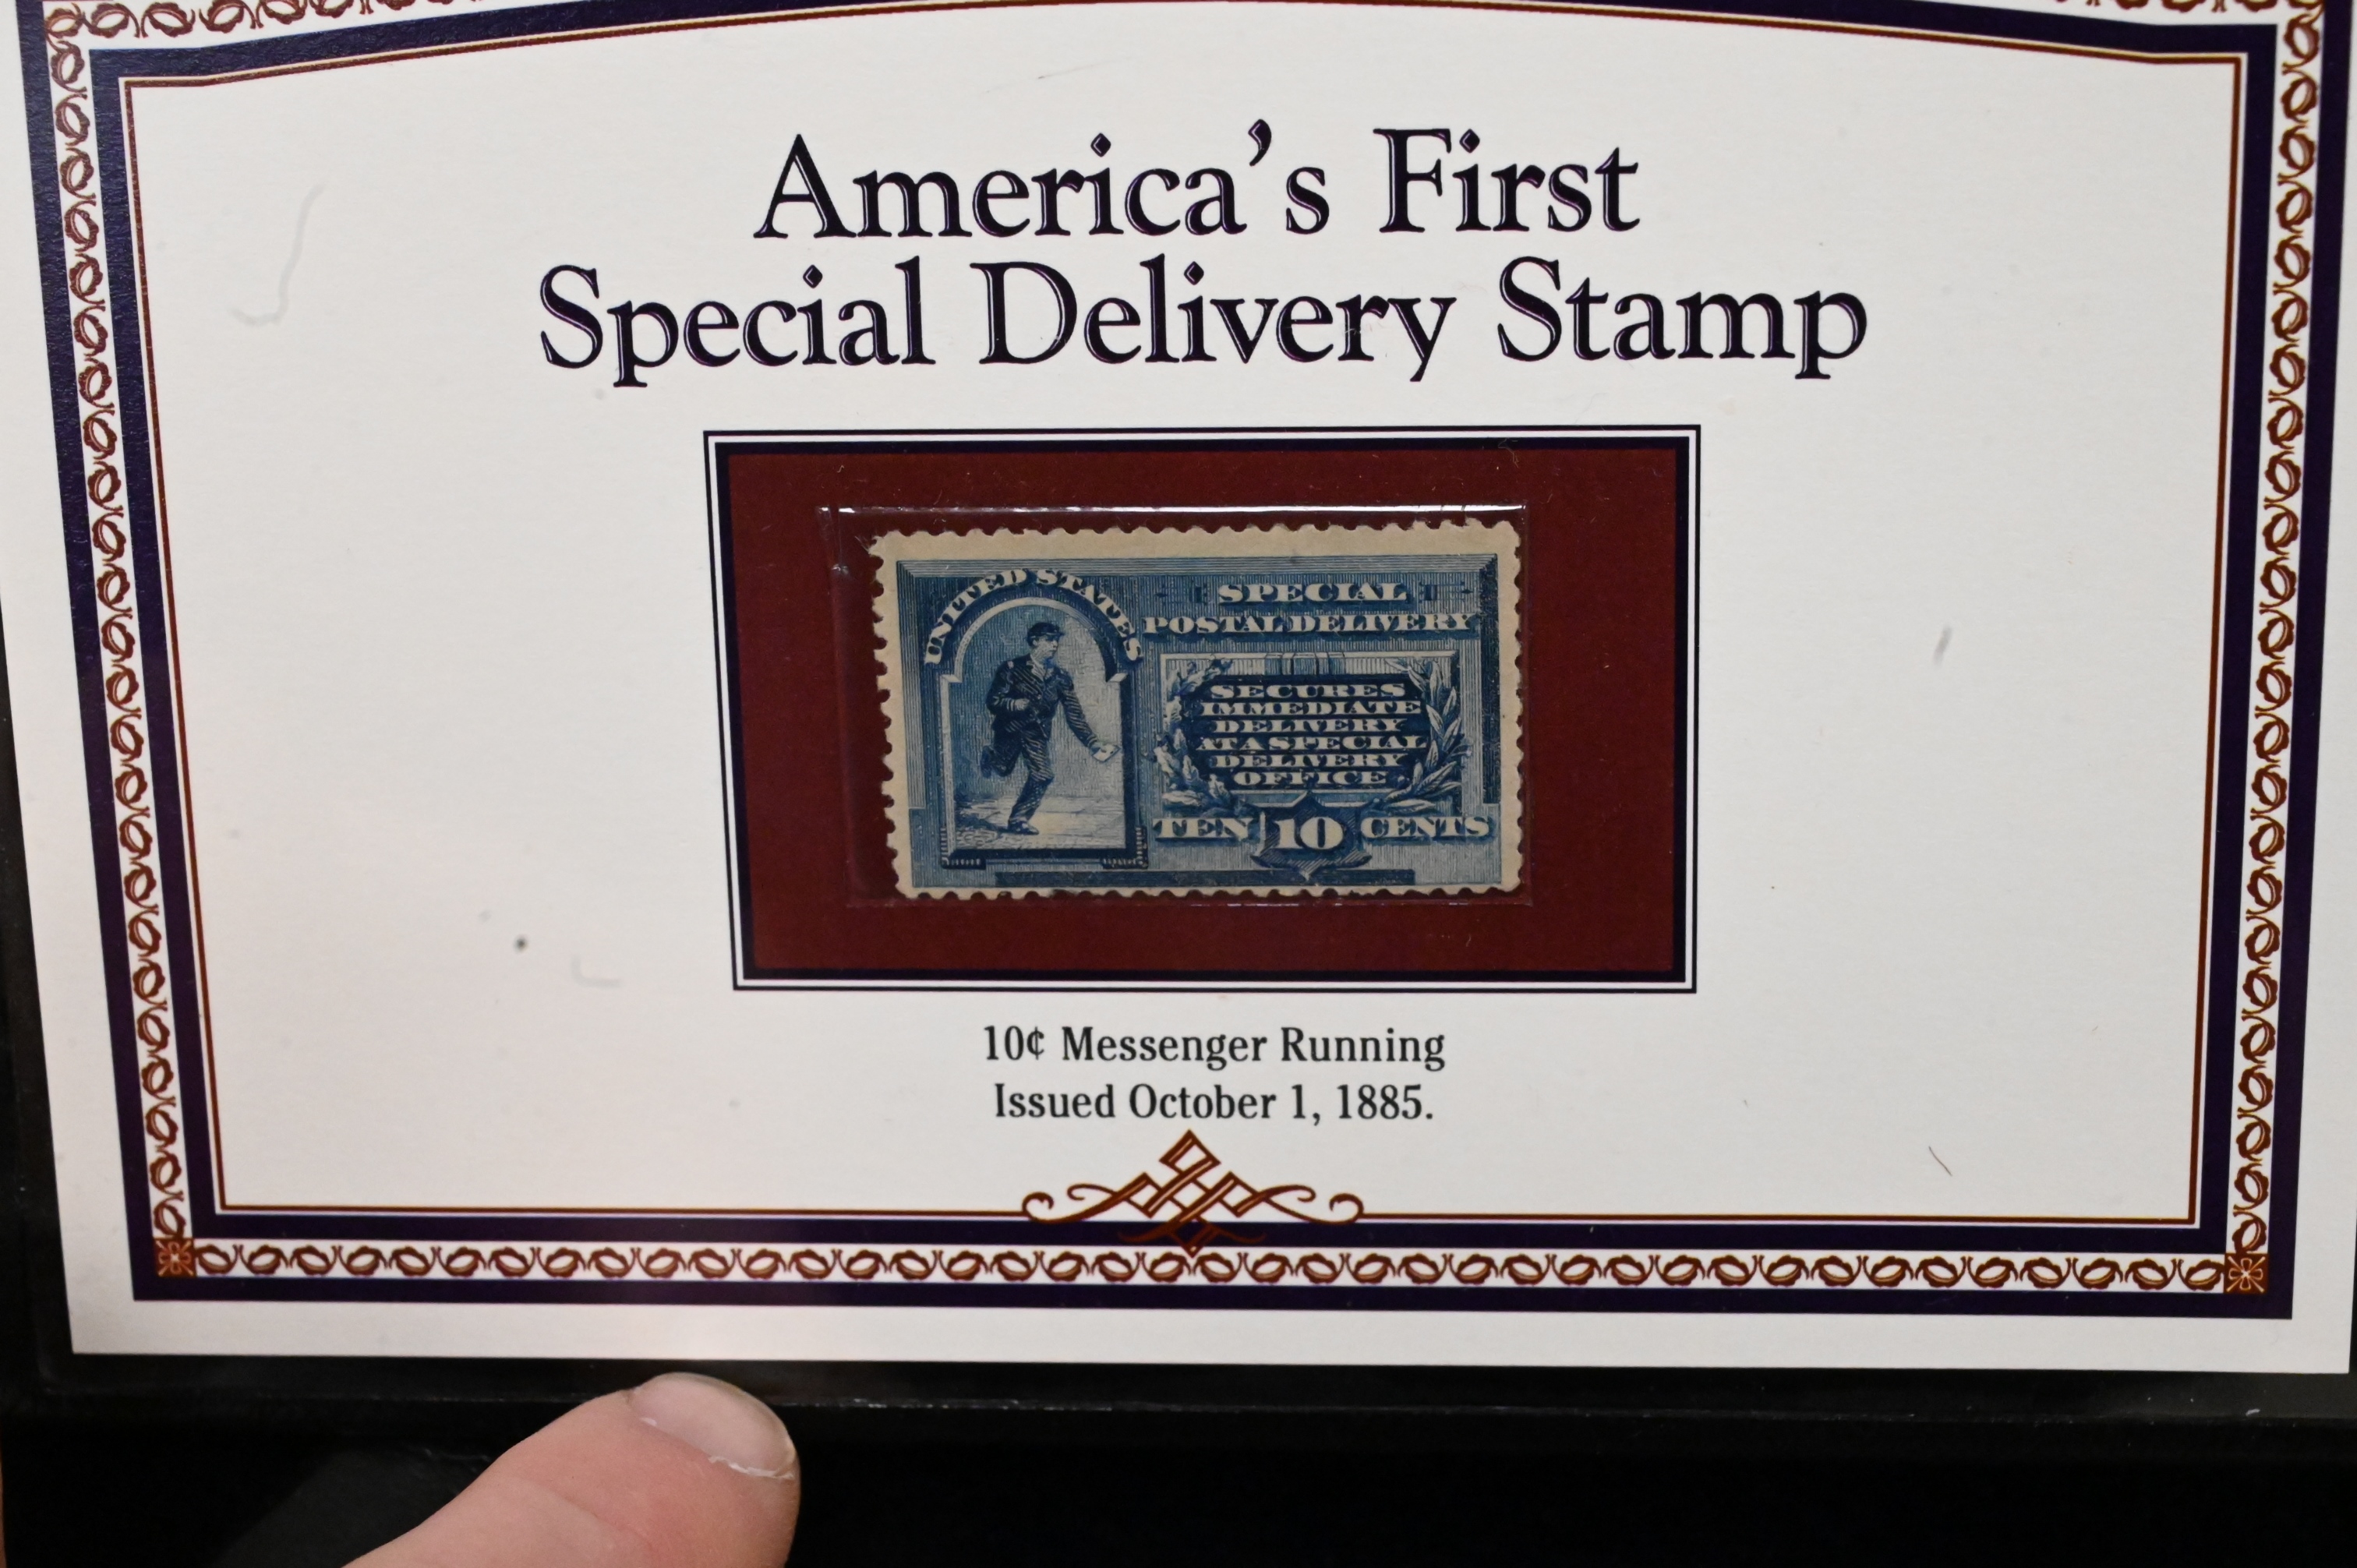 America's First
Special Delivery Stamp
UNITED STATES
SPECIAL
POSTAL DELIVERY
SECURES
IMMEDIATE
DELIVERY
AT A SPECIAL
DELIVERY
OFFICE
TEN 10 CENTS
10¢ Messenger Running
Issued October 1, 1885.